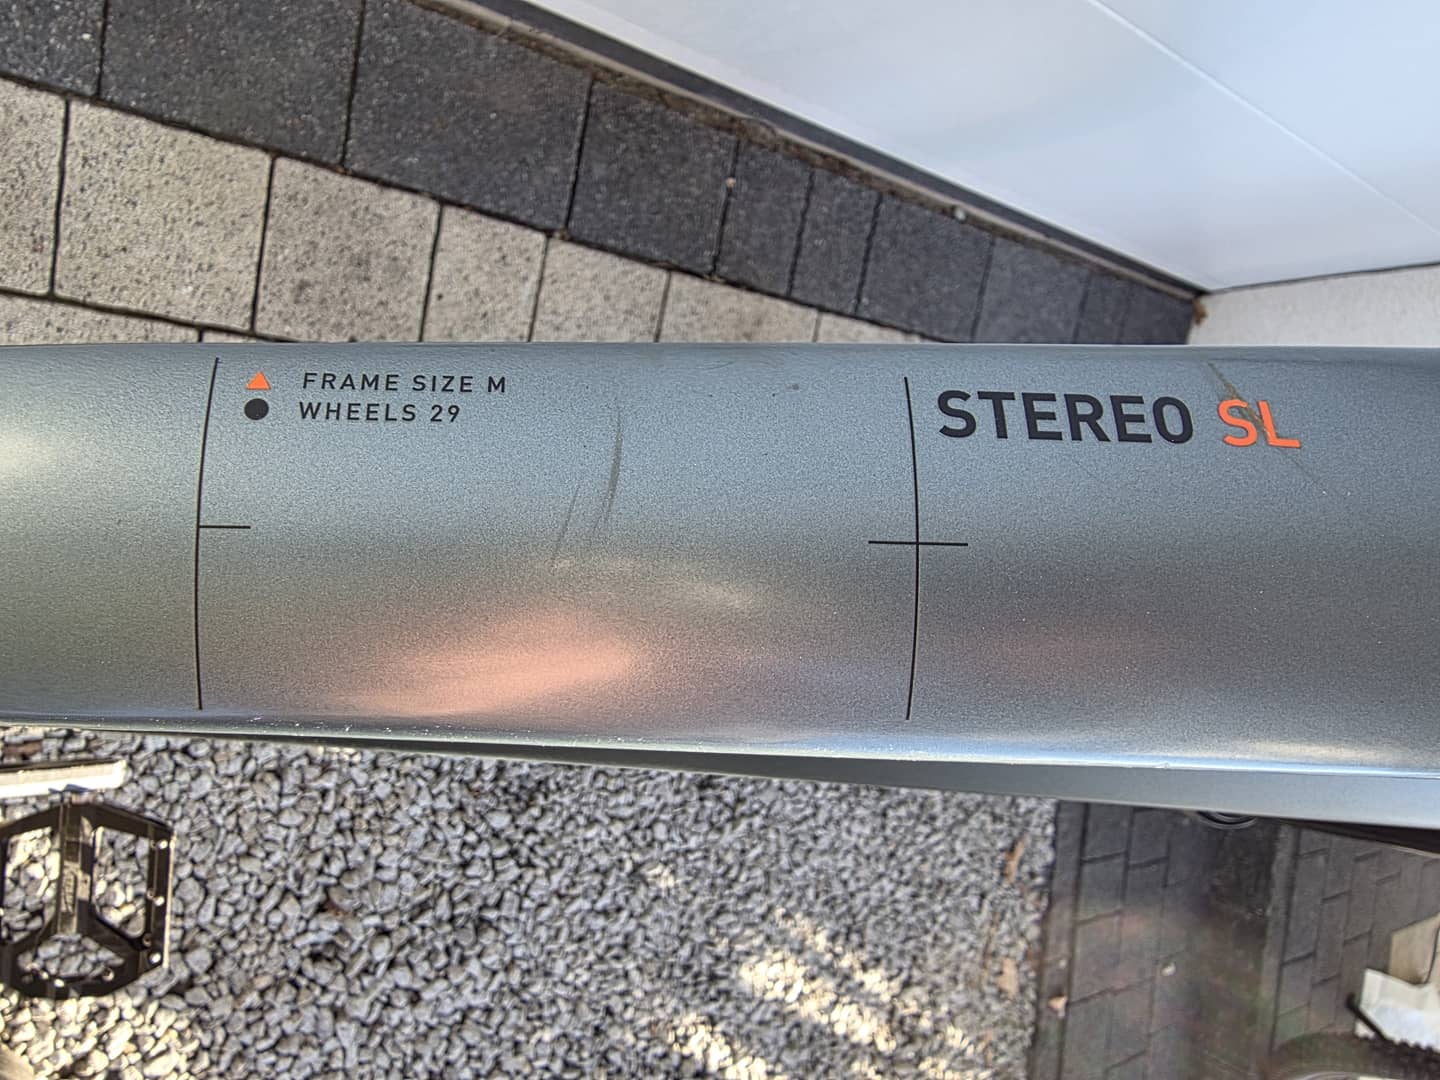 FRAME SIZE M
WHEELS 29
STEREO SL